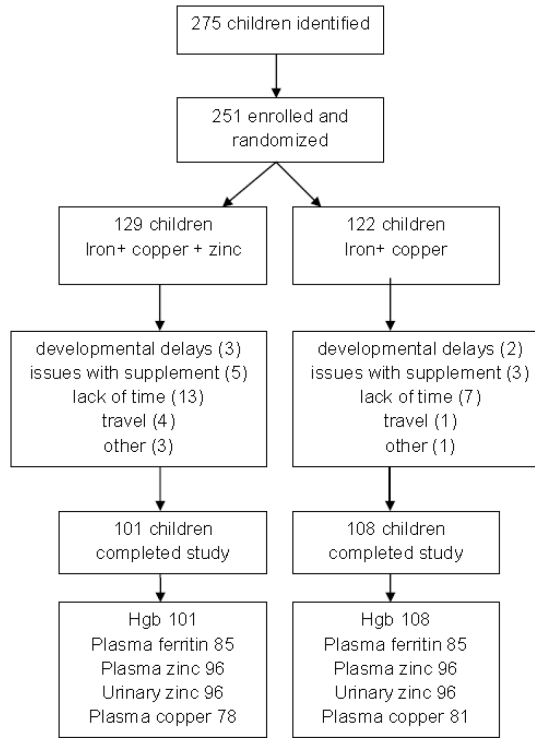 275 children identified
251 enrolled and
randomized
129 children
Iron+ copper + zinc
122 children
Iron+ copper
developmental delays (3)
issues with supplement (5)
lack of time (13)
travel (4)
other (3)
developmental delays (2)
issues with supplement (3)
lack of time (7)
travel (1)
other (1)
101 children
completed study
108 children
completed study
Hgb 101
Plasma ferritin 85
Plasma zinc 96
Urinary zinc 96
Plasma copper 78
Hgb 108
Plasma ferritin 85
Plasma zinc 96
Urinary zinc 96
Plasma copper 81